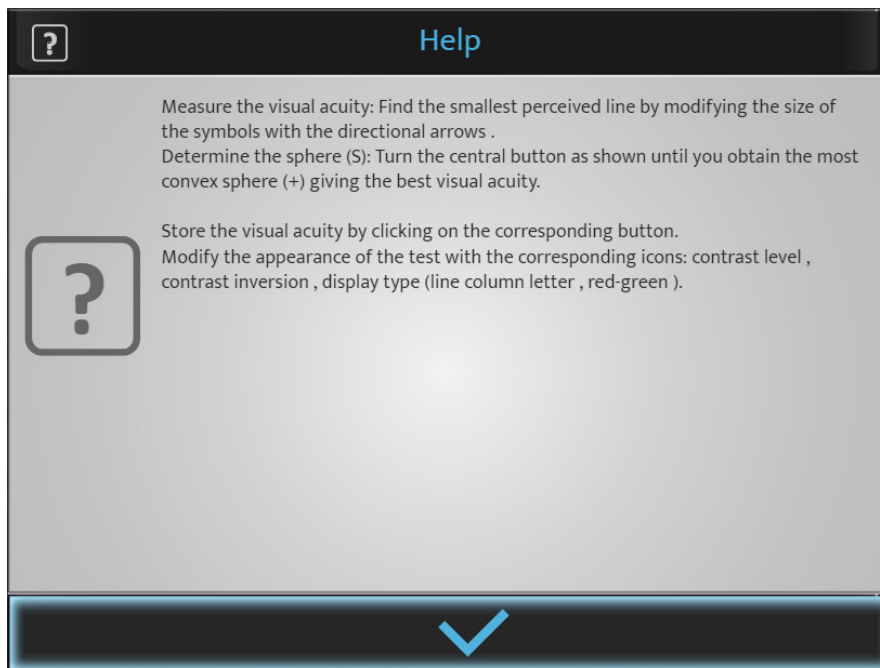 ?
Help
Measure the visual acuity: Find the smallest perceived line by modifying the size of
the symbols with the directional arrows .
Determine the sphere (S): Turn the central button as shown until you obtain the most
convex sphere (+) giving the best visual acuity.
Store the visual acuity by clicking on the corresponding button.
Modify the appearance of the test with the corresponding icons: contrast level ,
contrast inversion , display type (line column letter , red-green ).
?